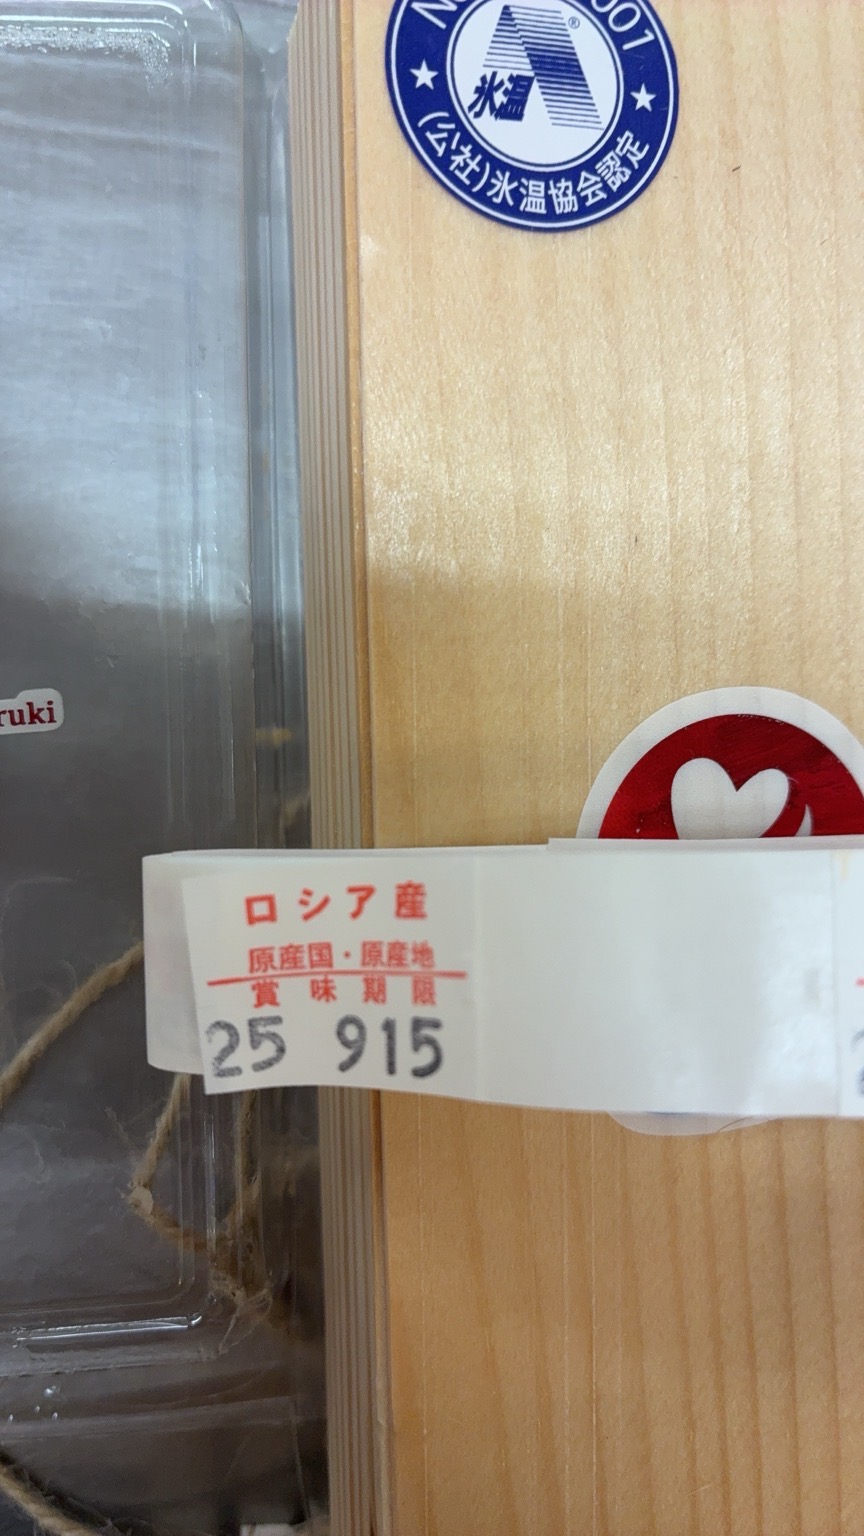 氷温
®
(公社)氷温協会認定
ruki
ロシア産
原産国・原産地
賞味期限
25 915